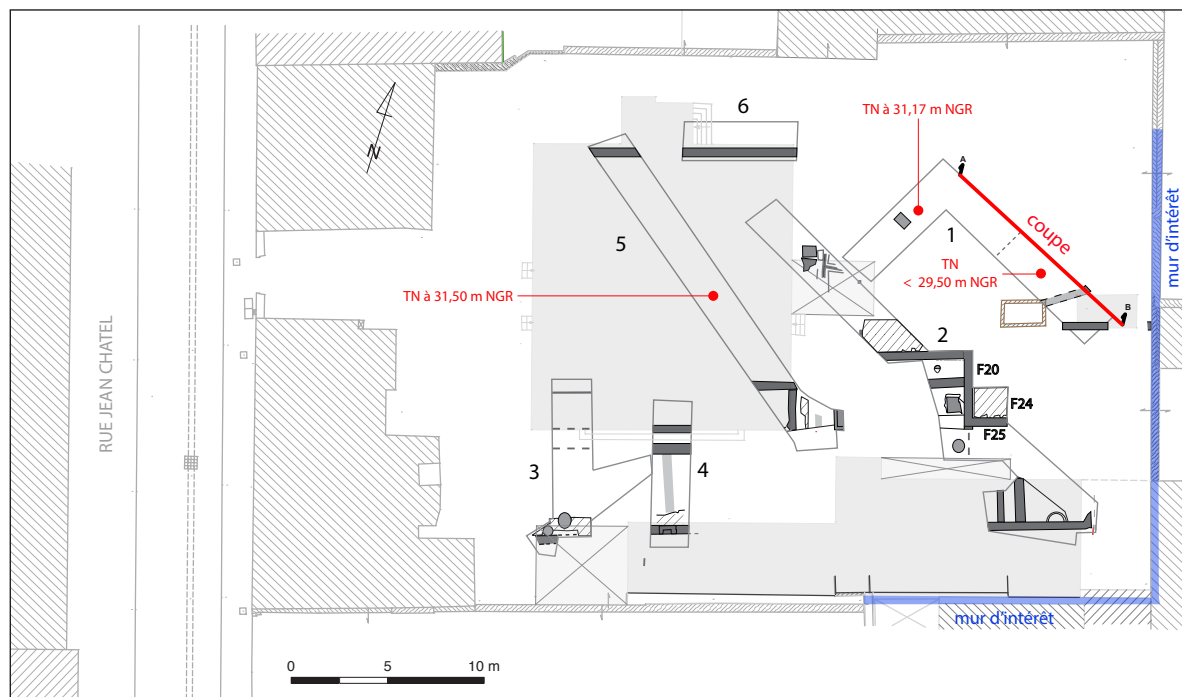 6
TN à 31,17 m NGR
A
N
1
coupe
5
TN
< 29,50 m NGR
TN à 31,50 m NGR
mur d'intérêt
B
2
F20
F24
F25
RUE JEAN CHATEL
3
4
mur d'intérêt
0
5
10 m